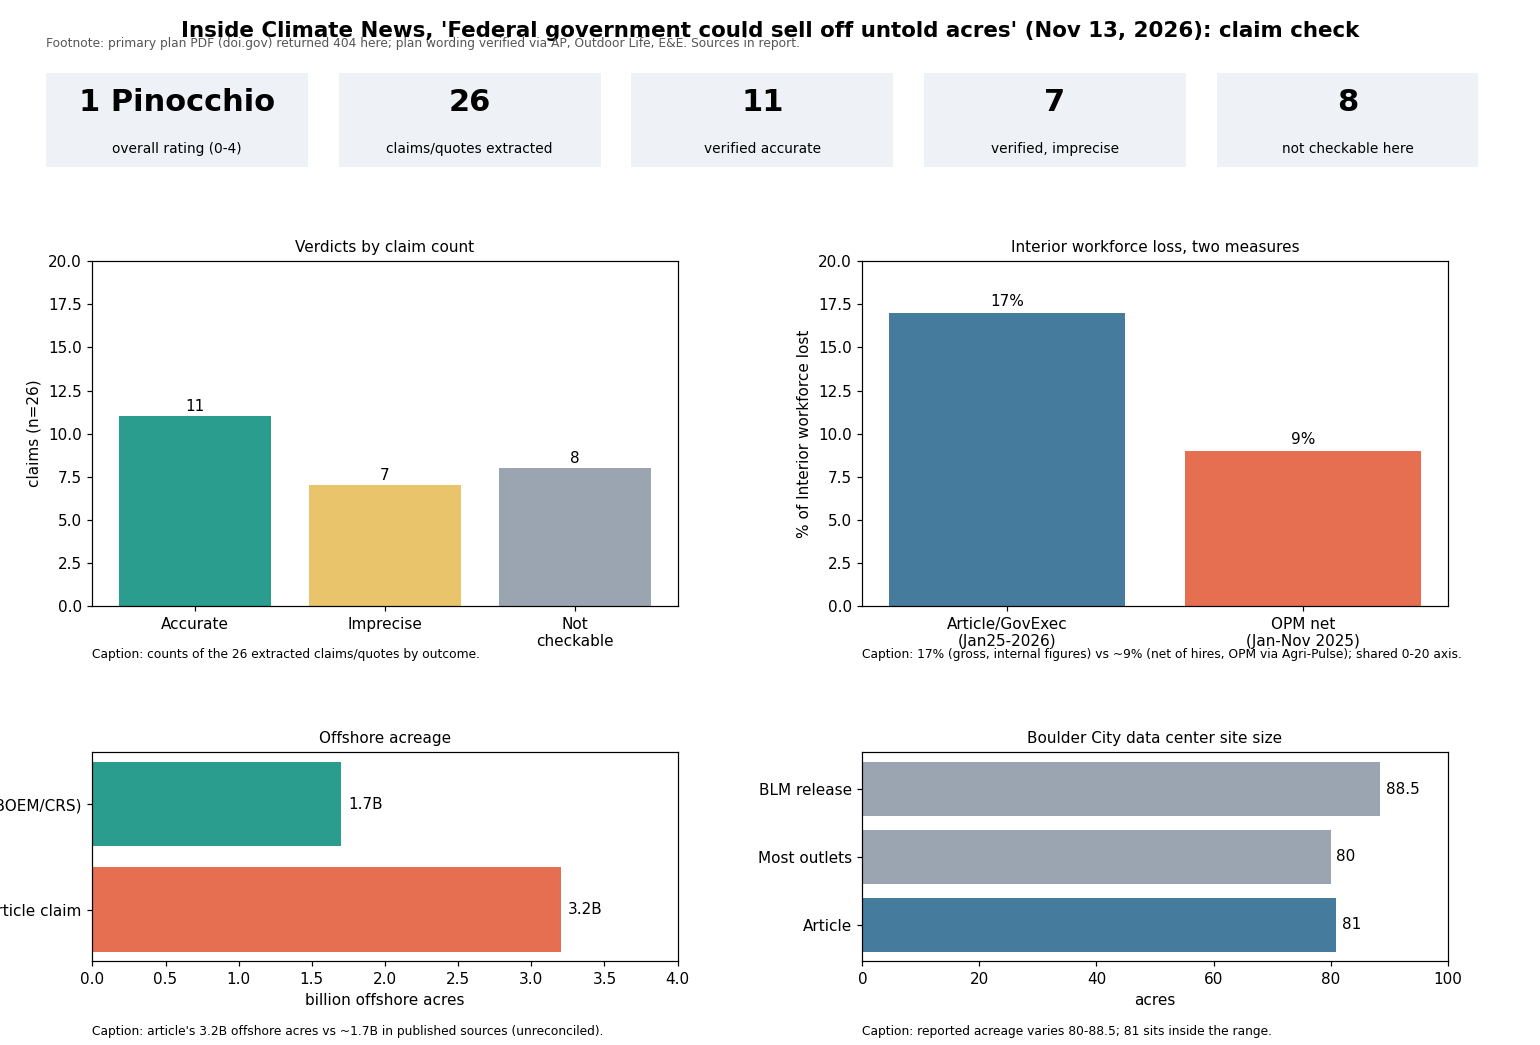 Inside Climate News, 'Federal government could sell off untold acres' (Nov 13, 2026): claim check
Footnote: primary plan PDF (doi.gov) returned 404 here; plan wording verified via AP, Outdoor Life, E&E. Sources in report.
1 Pinocchio
overall rating (0-4)
26
claims/quotes extracted
11
verified accurate
7
verified, imprecise
8
not checkable here
Verdicts by claim count
20.0
17.5
15.0
12.5
10.0
7.5
5.0
2.5
0.0
claims (n=26)
11
7
8
Accurate
Imprecise
Not
checkable
Caption: counts of the 26 extracted claims/quotes by outcome.
Interior workforce loss, two measures
20.0
17.5
15.0
12.5
10.0
7.5
5.0
2.5
0.0
% of Interior workforce lost
17%
9%
Article/GovExec
(Jan25-2026)
OPM net
(Jan-Nov 2025)
Caption: 17% (gross, internal figures) vs ~9% (net of hires, OPM via Agri-Pulse); shared 0-20 axis.
Offshore acreage
BOEM/CRS)
1.7B
rticle claim
3.2B
0.0 0.5 1.0 1.5 2.0 2.5 3.0 3.5 4.0
billion offshore acres
Caption: article's 3.2B offshore acres vs ~1.7B in published sources (unreconciled).
Boulder City data center site size
BLM release
88.5
Most outlets
80
Article
81
0 20 40 60 80 100
acres
Caption: reported acreage varies 80-88.5; 81 sits inside the range.